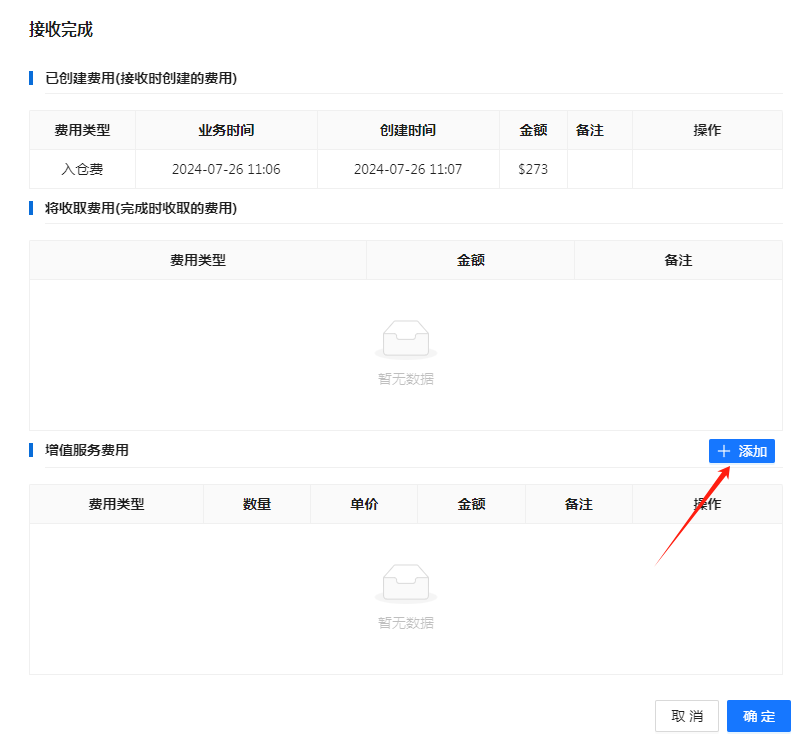 接收完成
已创建费用(接收时创建的费用)
费用类型 业务时间 创建时间 金额 备注 操作
入仓费 2024-07-26 11:06 2024-07-26 11:07 $273
将收取费用(完成时收取的费用)
费用类型 金额 备注
暂无数据
增值服务费用 添加
费用类型 数量 单价 金额 备注 操作
暂无数据
取 消 确 定